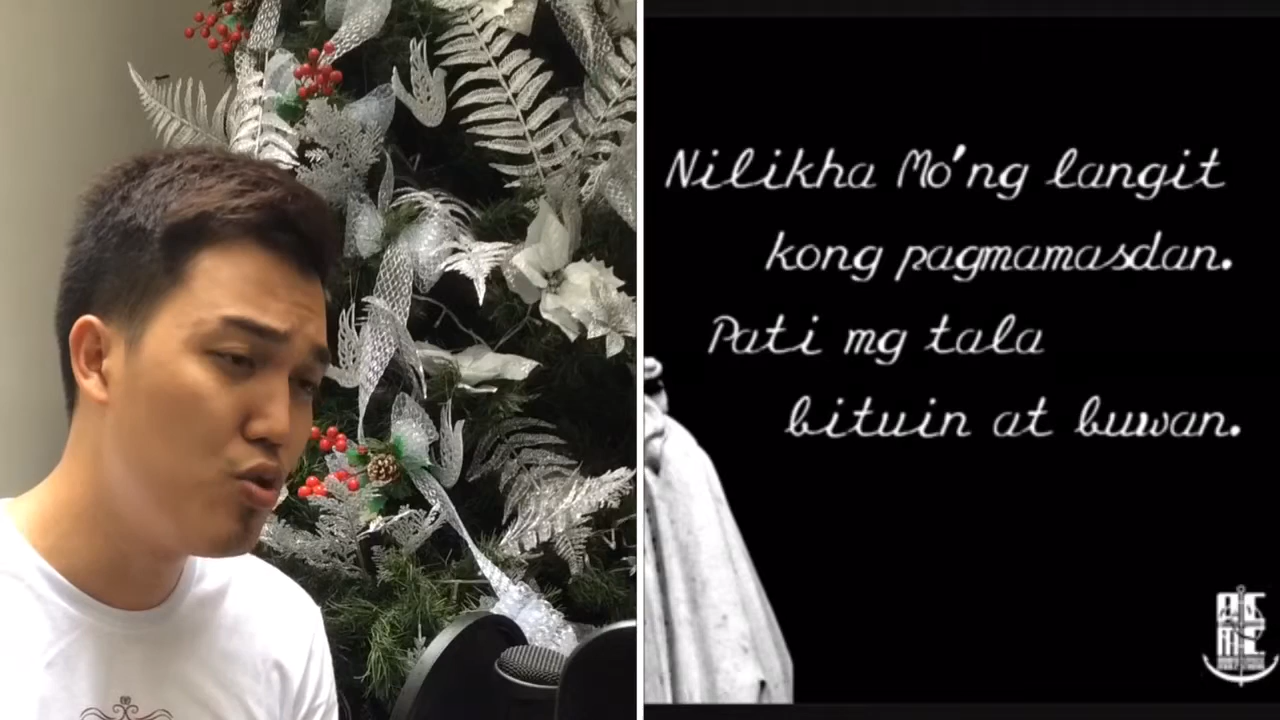 Nilikha Mo'ng langit
kong pagmamasdan.
Pati mg tala
bituin at buwan.